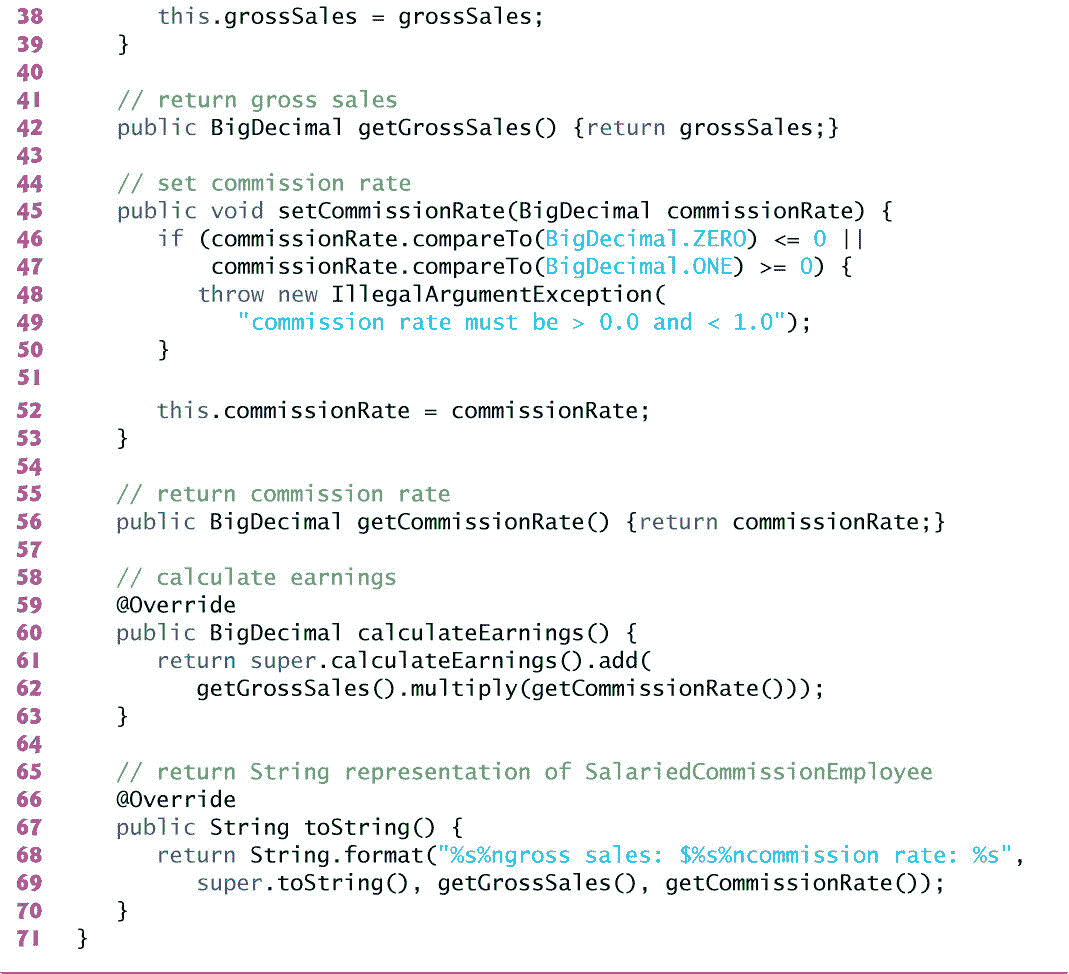 38 this.grossSales = grossSales;
39 }
40
41 // return gross sales
42 public BigDecimal getGrossSales() {return grossSales;}
43
44 // set commission rate
45 public void setCommissionRate(BigDecimal commissionRate) {
46 if (commissionRate.compareTo(BigDecimal.ZERO) <= 0 ||
47 commissionRate.compareTo(BigDecimal.ONE) >= 0) {
48 throw new IllegalArgumentException(
49 "commission rate must be > 0.0 and < 1.0");
50 }
51
52 this.commissionRate = commissionRate;
53 }
54
55 // return commission rate
56 public BigDecimal getCommissionRate() {return commissionRate;}
57
58 // calculate earnings
59 @Override
60 public BigDecimal calculateEarnings() {
61 return super.calculateEarnings().add(
62 getGrossSales().multiply(getCommissionRate()));
63 }
64
65 // return String representation of SalariedCommissionEmployee
66 @Override
67 public String toString() {
68 return String.format("%s%ngross sales: $%s%ncommission rate: %s",
69 super.toString(), getGrossSales(), getCommissionRate());
70 }
71 }